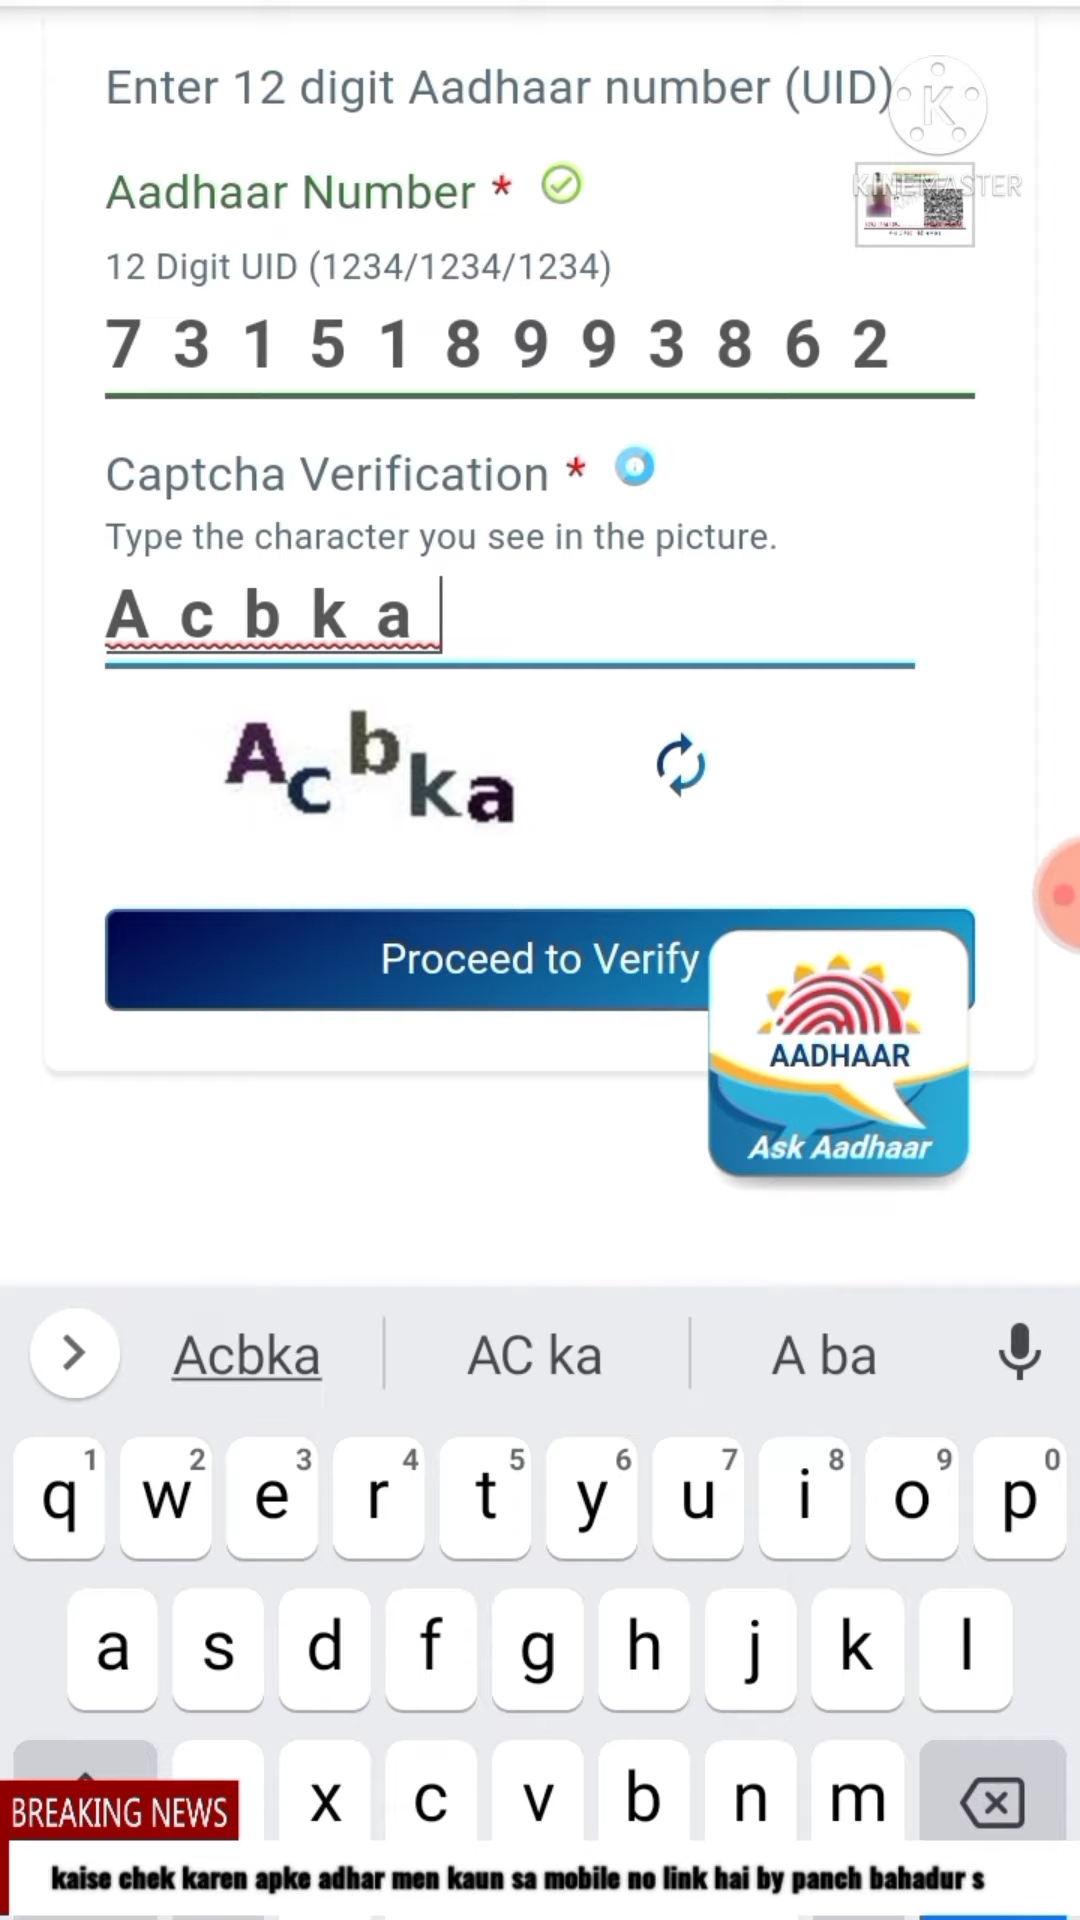 Enter 12 digit Aadhaar number (UID)
K
KINEMASTER
Aadhaar Number *
12 Digit UID (1234/1234/1234)
7 3 1 5 1 8 9 9 3 8 6 2
Captcha Verification *
Type the character you see in the picture.
A c b k a
A c b k a
Proceed to Verify
AADHAAR
Ask Aadhaar
Acbka AC ka A ba
1 2 3 4 5 6 7 8 9 0
q w e r t y u i o p
a s d f g h j k l
x c v b n m
BREAKING NEWS
kaise chek karen apke adhar men kaun sa mobile no link hai by panch bahadur s